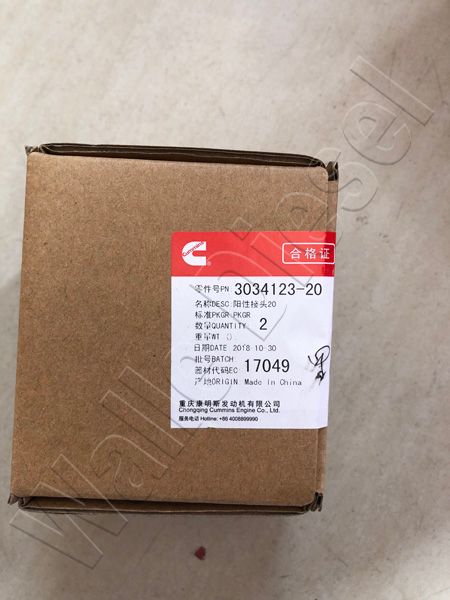 Cummins
合格证
零件号PN 3034123-20
名称DESC 阳性接头20
标准PKGR PKGR
数量QUANTITY: 2
重量WT ():
日期DATE 2018 10 30
批号BATCH:
器材代码EC: 17049
产地ORIGIN: Made In China
重庆康明斯发动机有限公司
Chongqing Cummins Engine Co., Ltd.
服务电话 Hotline: +86 4008899990
Wallin Diesel